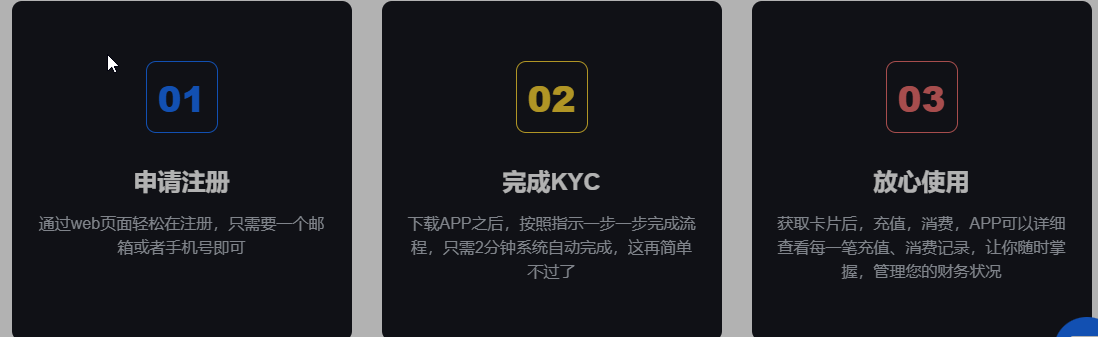 01
申请注册
通过web页面轻松在注册，只需要一个邮
箱或者手机号即可
02
完成KYC
下载APP之后，按照指示一步一步完成流
程，只需2分钟系统自动完成，这再简单
不过了
03
放心使用
获取卡片后，充值，消费，APP可以详细
查看每一笔充值、消费记录，让你随时掌
握，管理您的财务状况